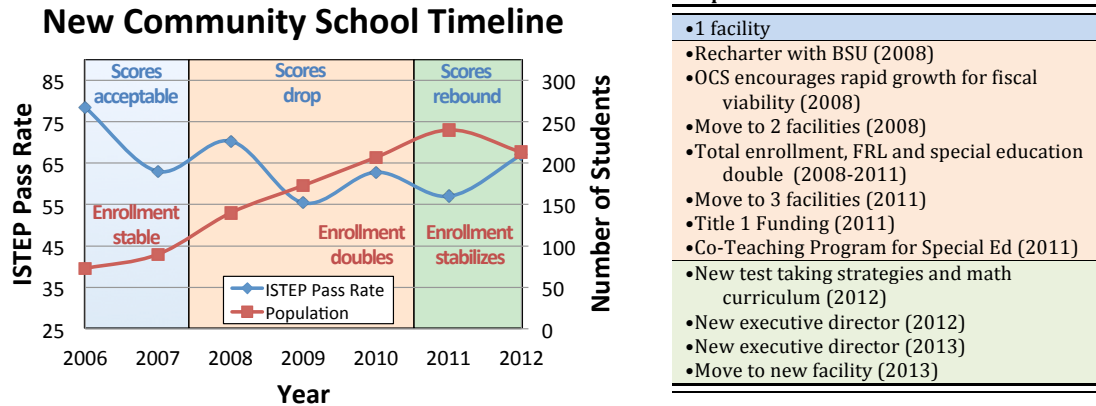 New Community School Timeline
ISTEP Pass Rate
85
75
65
55
45
35
25
Scores
acceptable
Scores
drop
Scores
rebound
Enrollment
stable
Enrollment
doubles
Enrollment
stabilizes
ISTEP Pass Rate
Population
300
250
200
150
100
50
0
Number of Students
2006 2007 2008 2009 2010 2011 2012
Year
•1 facility
•Recharter with BSU (2008)
•OCS encourages rapid growth for fiscal
viability (2008)
•Move to 2 facilities (2008)
•Total enrollment, FRL and special education
double (2008-2011)
•Move to 3 facilities (2011)
•Title 1 Funding (2011)
•Co-Teaching Program for Special Ed (2011)
•New test taking strategies and math
curriculum (2012)
•New executive director (2012)
•New executive director (2013)
•Move to new facility (2013)